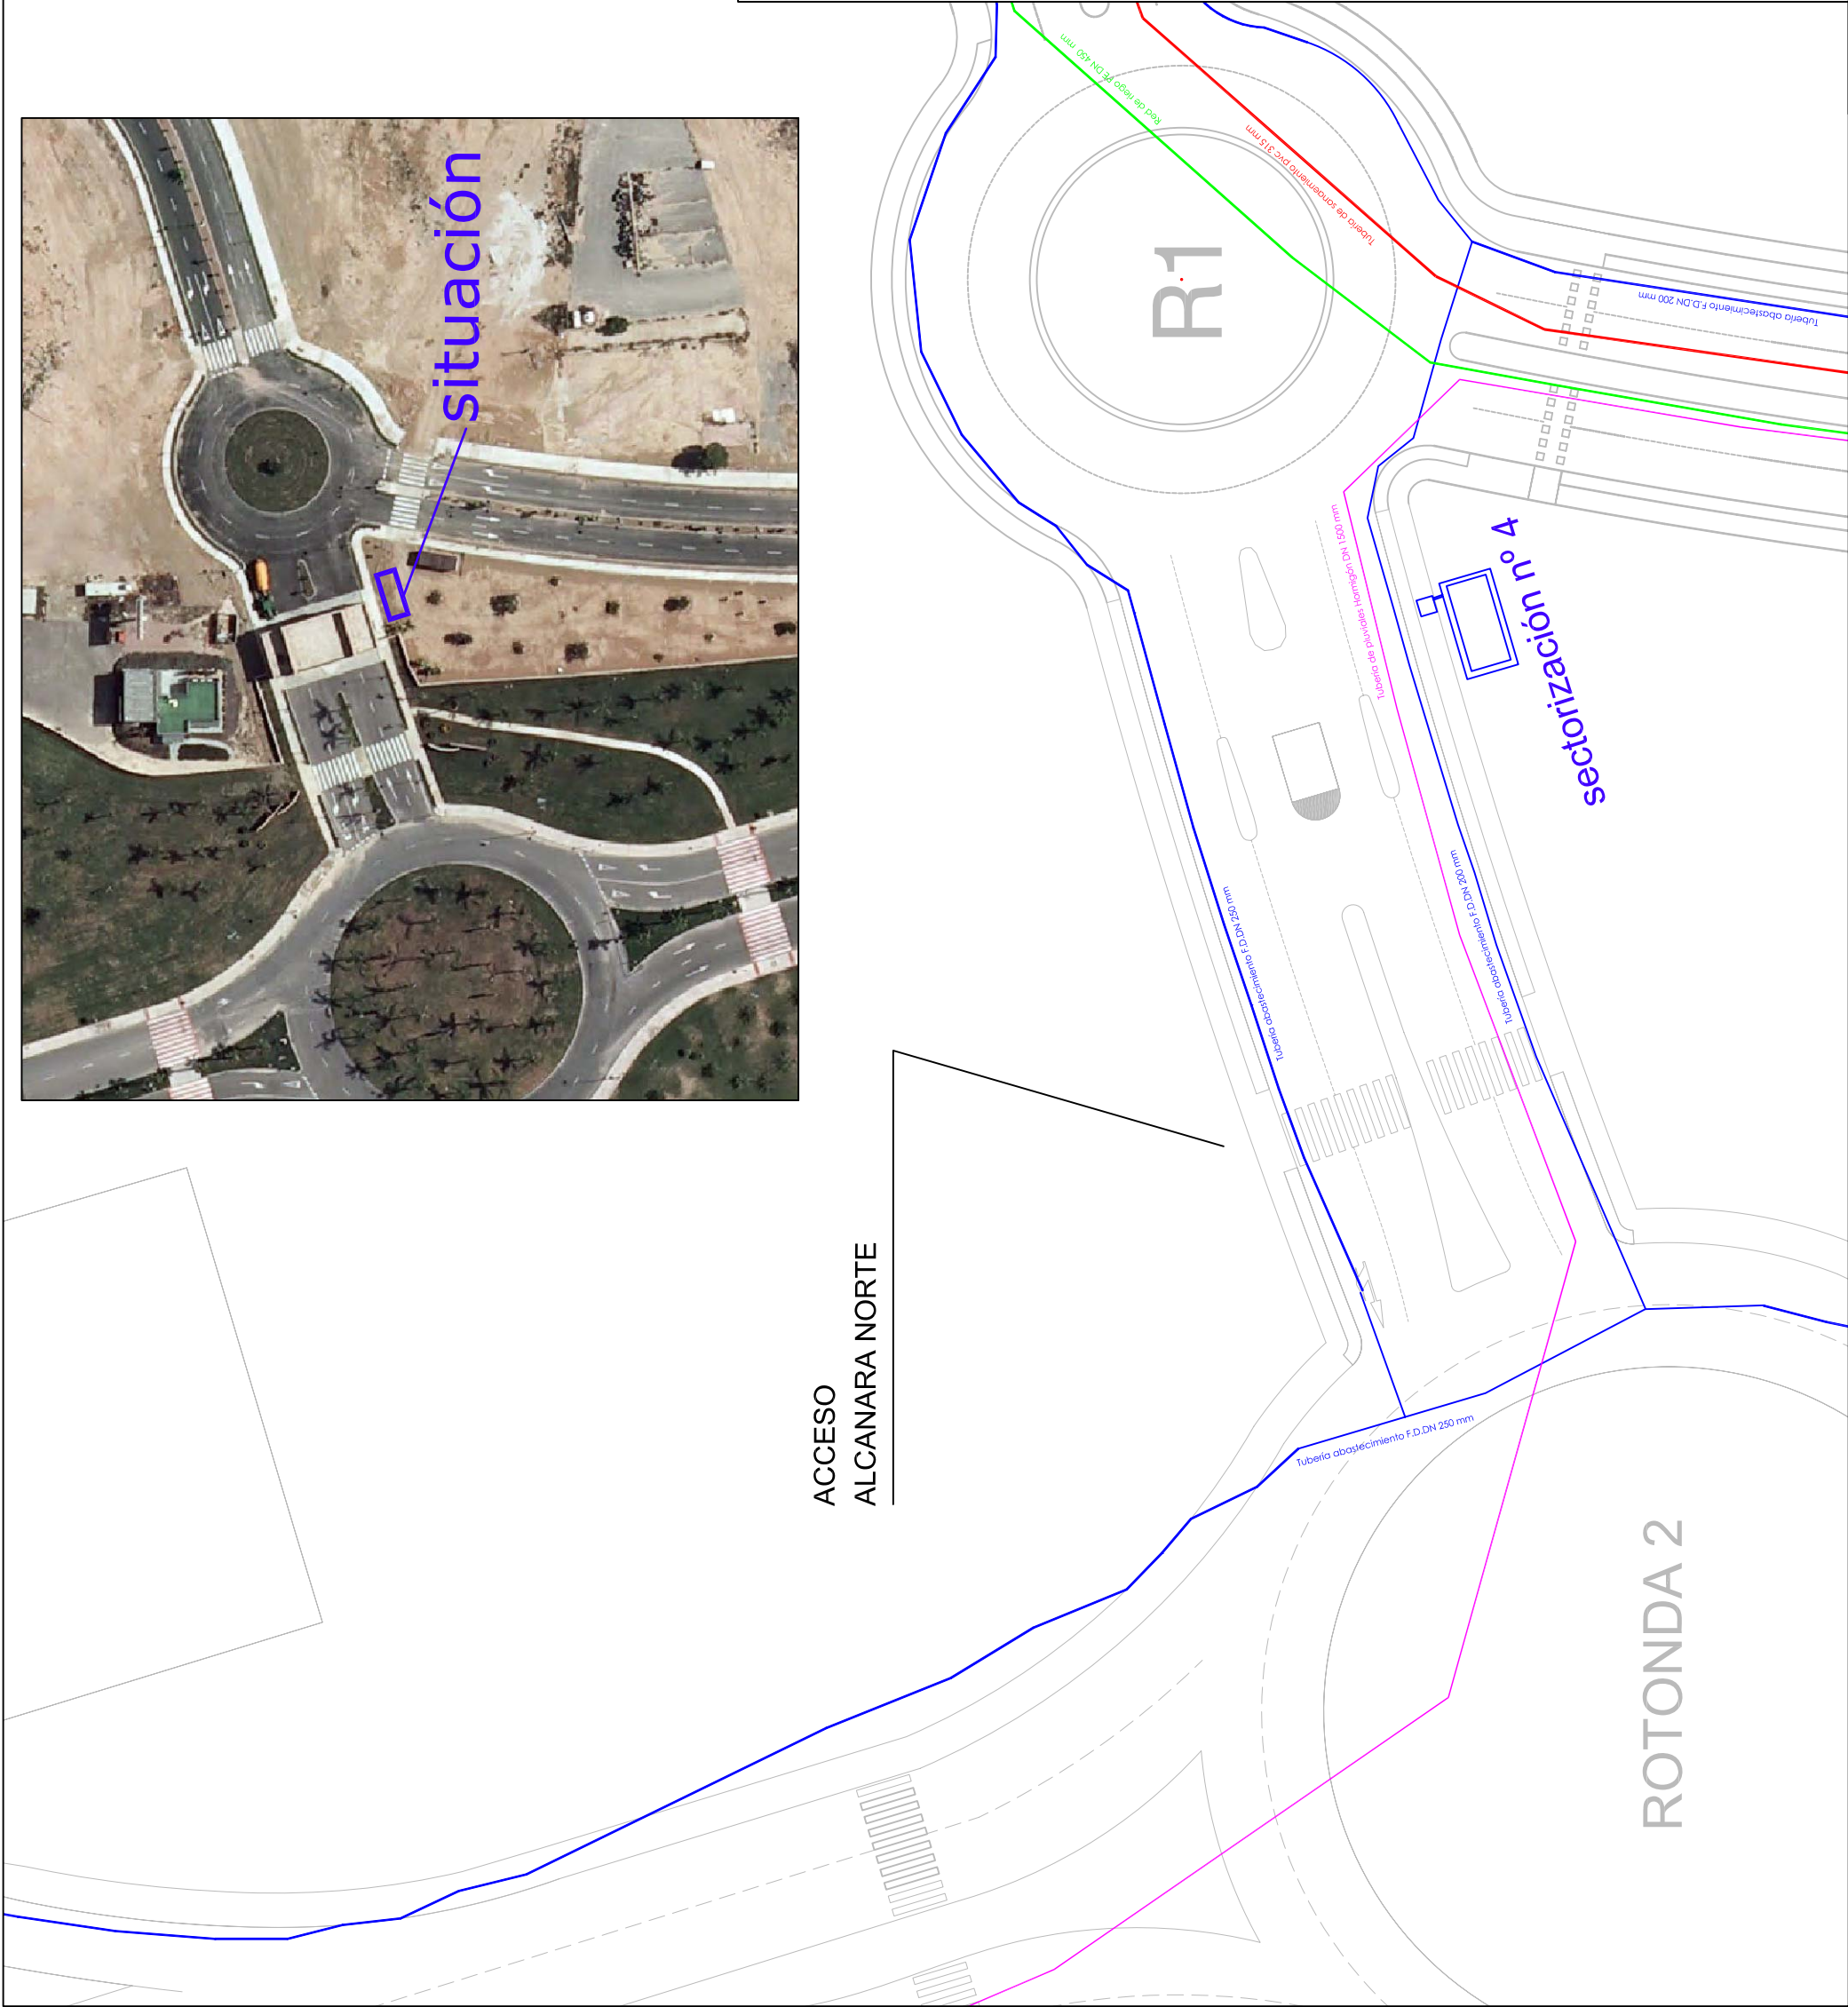 situación
ACCESO
ALCANARA NORTE
R1
ROTONDA 2
sectorización nº 4
Red de riego PE DN 450 mm
Tubería de saneamiento pvc 315 mm
Tubería abastecimiento F.D.DN 200 mm
Tubería de pluviales Hormigón DN 1500 mm
Tubería abastecimiento F.D.DN 250 mm
Tubería abastecimiento F.D.DN 200 mm
Tubería abastecimiento F.D.DN 250 mm